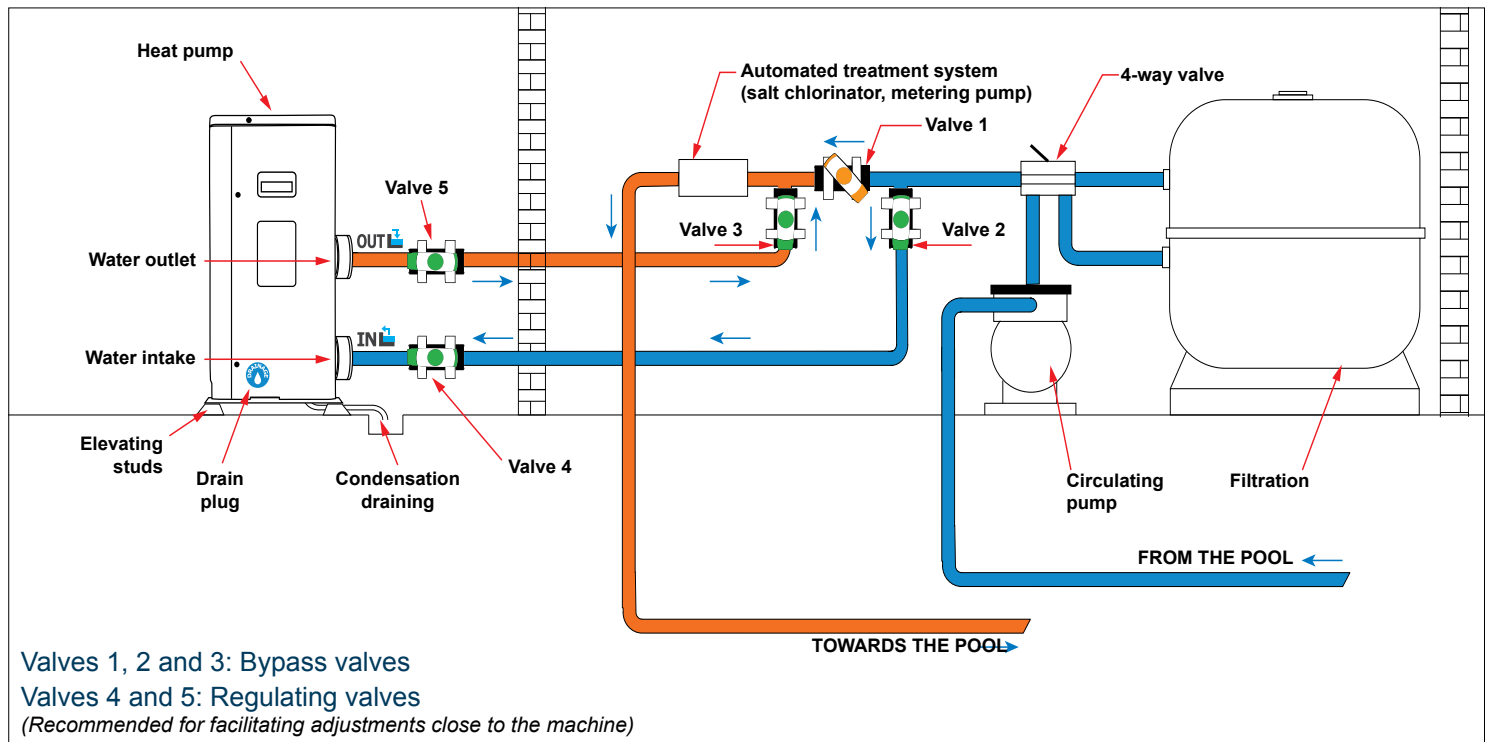 Heat pump
Automated treatment system
(salt chlorinator, metering pump)
4-way valve
Valve 1
Valve 5
OUT
Valve 3
Valve 2
Water outlet
IN
Water intake
DRAINAGE
Elevating
studs
Drain
plug
Condensation
draining
Valve 4
Circulating
pump
Filtration
FROM THE POOL
TOWARDS THE POOL
Valves 1, 2 and 3: Bypass valves
Valves 4 and 5: Regulating valves
(Recommended for facilitating adjustments close to the machine)